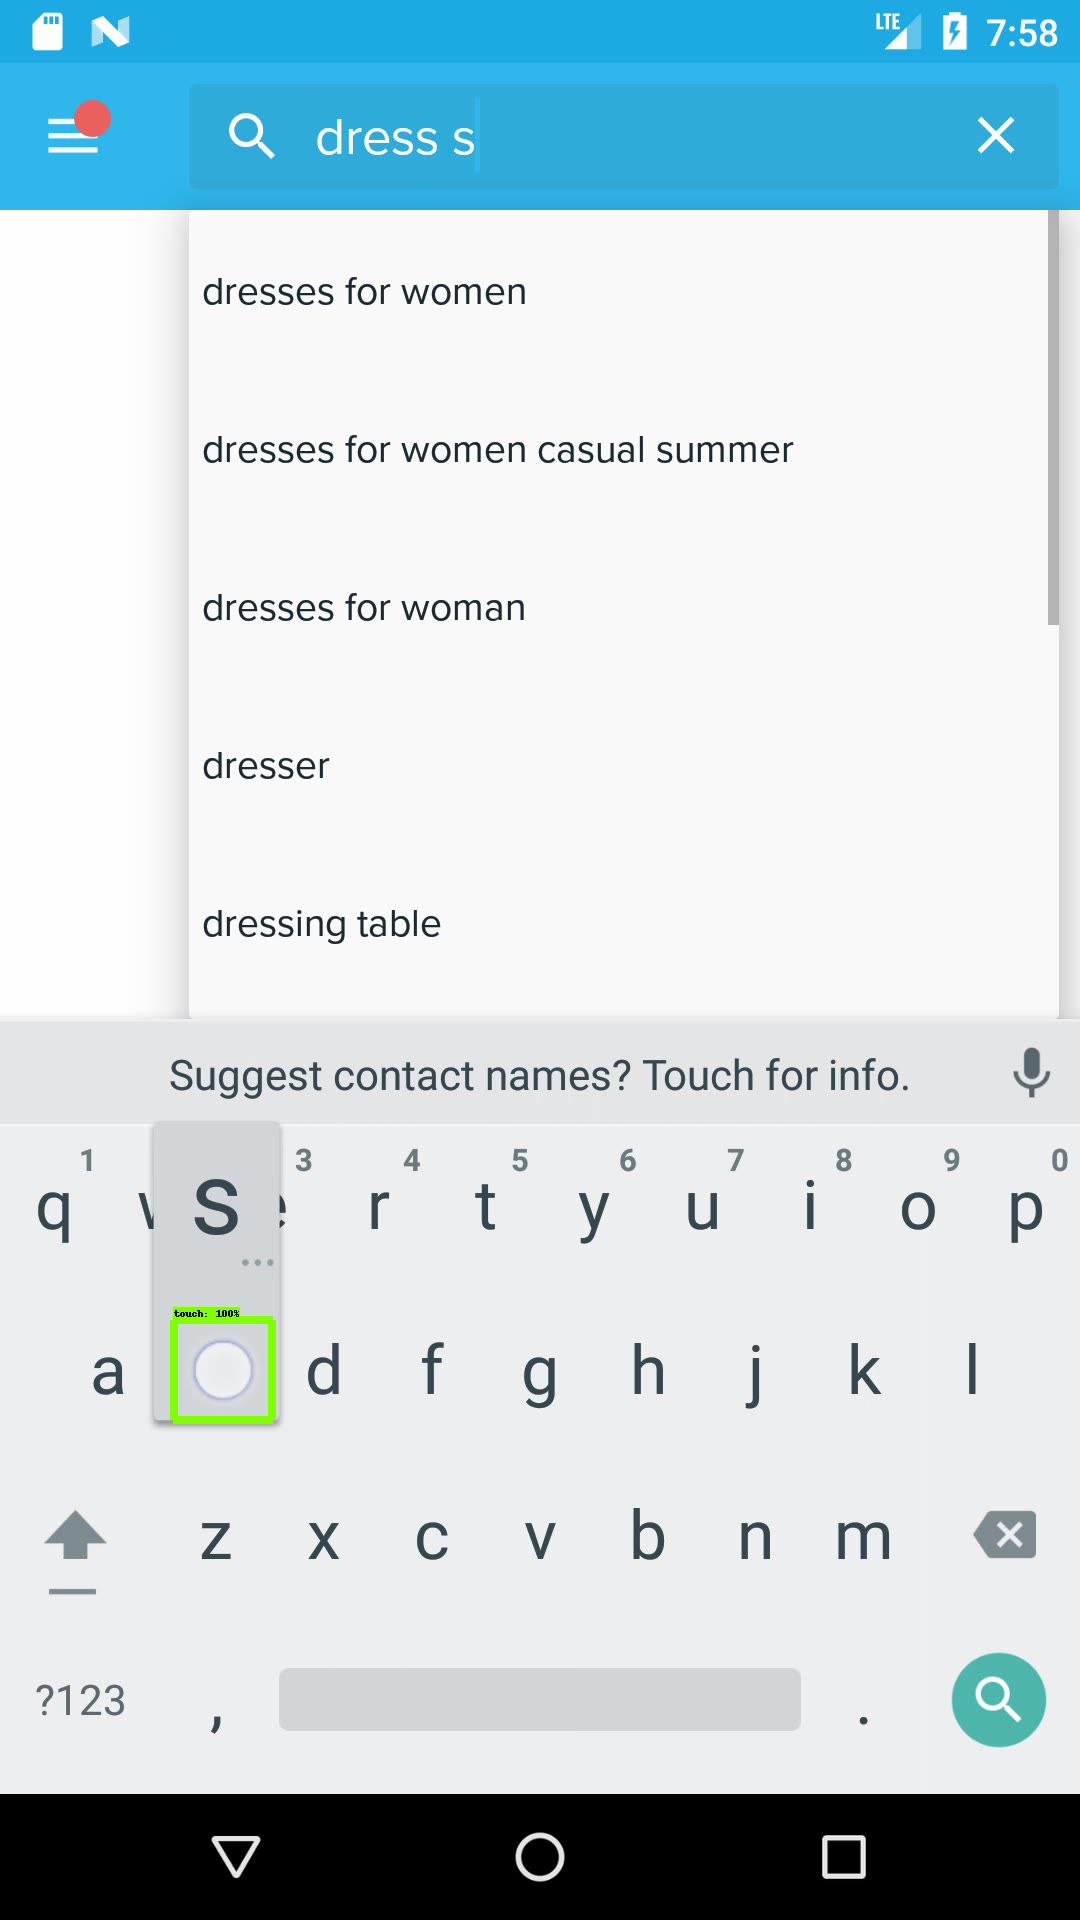 LTE 7:58
dress s
dresses for women
dresses for women casual summer
dresses for woman
dresser
dressing table
Suggest contact names? Touch for info.
1 3 4 5 6 7 8 9 0
q w s e r t y u i o p
touch: 100%
a d f g h j k l
z x c v b n m
?123 , .